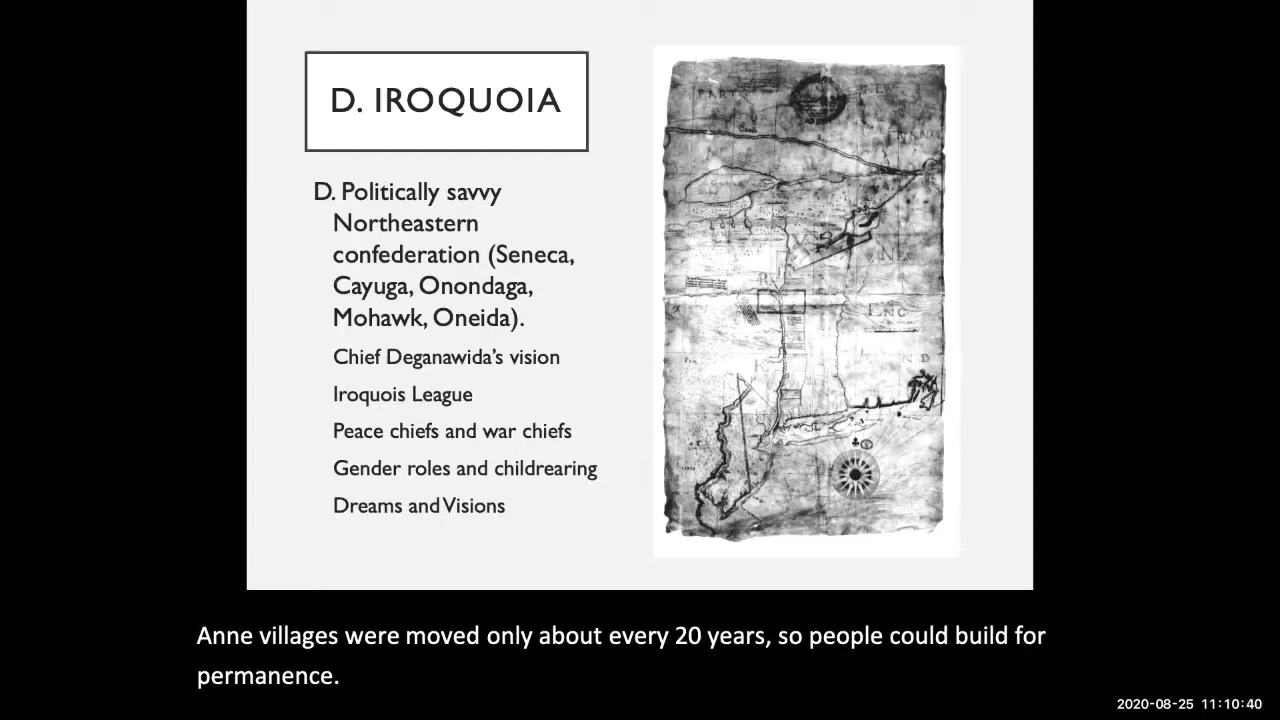 D. IROQUOIA
D. Politically savvy
Northeastern
confederation (Seneca,
Cayuga, Onondaga,
Mohawk, Oneida).
Chief Deganawida's vision
Iroquois League
Peace chiefs and war chiefs
Gender roles and childrearing
Dreams and Visions
Anne villages were moved only about every 20 years, so people could build for
permanence.
2020-08-25 11:10:40